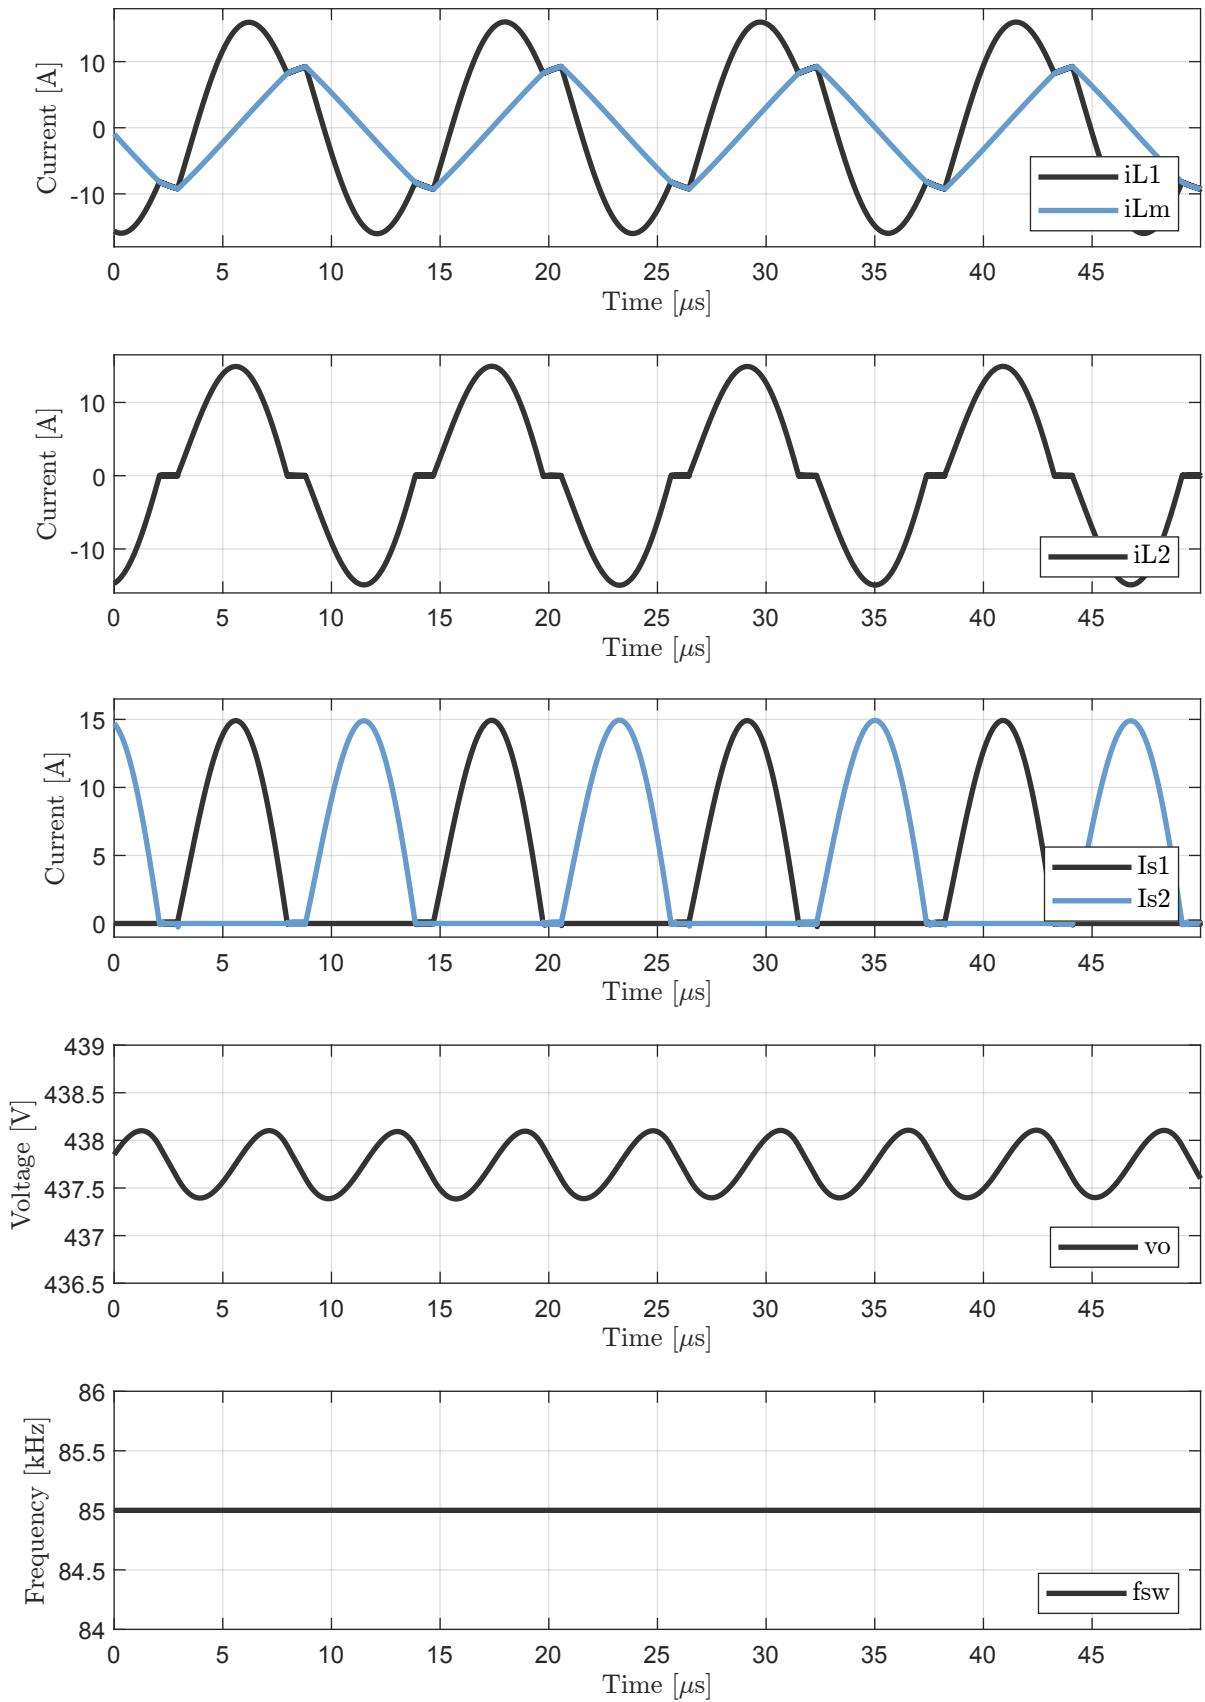 10
0
-10
Current [A]
iL1
iLm
0 5 10 15 20 25 30 35 40 45
Time [μs]
10
0
-10
Current [A]
iL2
0 5 10 15 20 25 30 35 40 45
Time [μs]
15
10
5
0
Current [A]
Is1
Is2
0 5 10 15 20 25 30 35 40 45
Time [μs]
439
438.5
438
437.5
437
436.5
Voltage [V]
vo
0 5 10 15 20 25 30 35 40 45
Time [μs]
86
85.5
85
84.5
84
Frequency [kHz]
fsw
0 5 10 15 20 25 30 35 40 45
Time [μs]